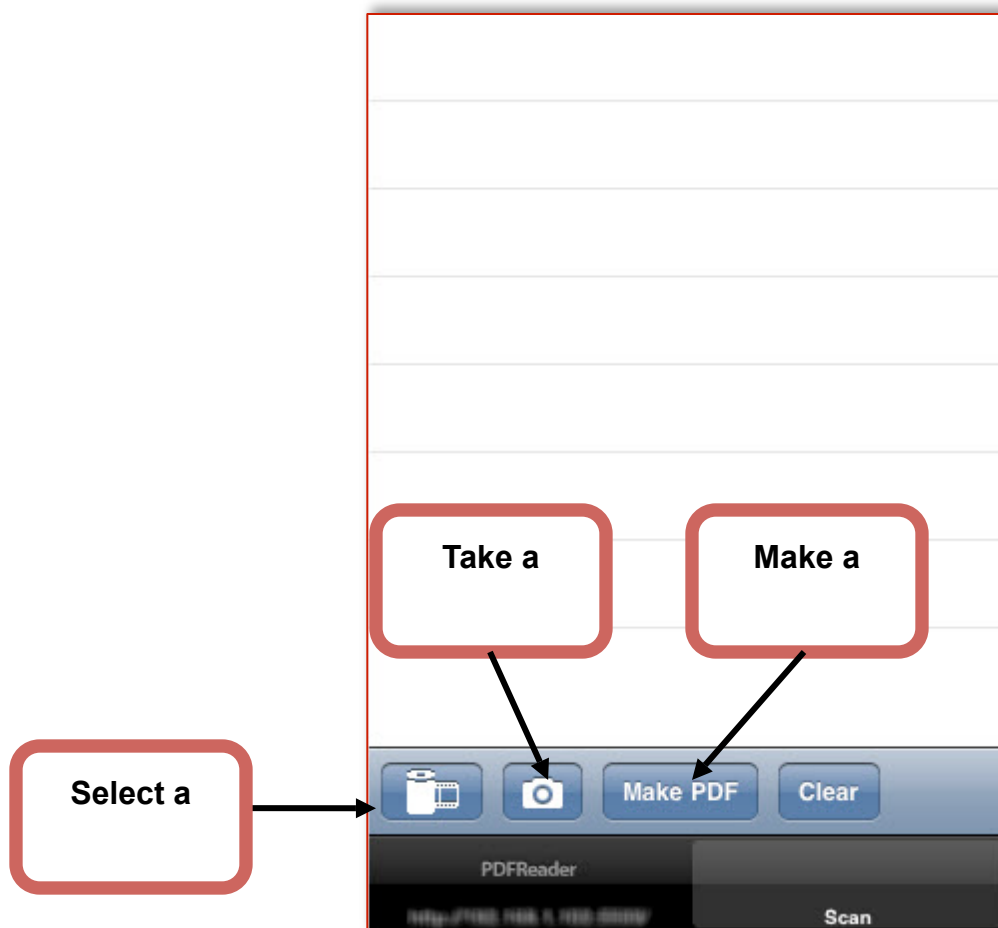 Take a
Make a
Select a
Make PDF
Clear
PDFReader
Scan